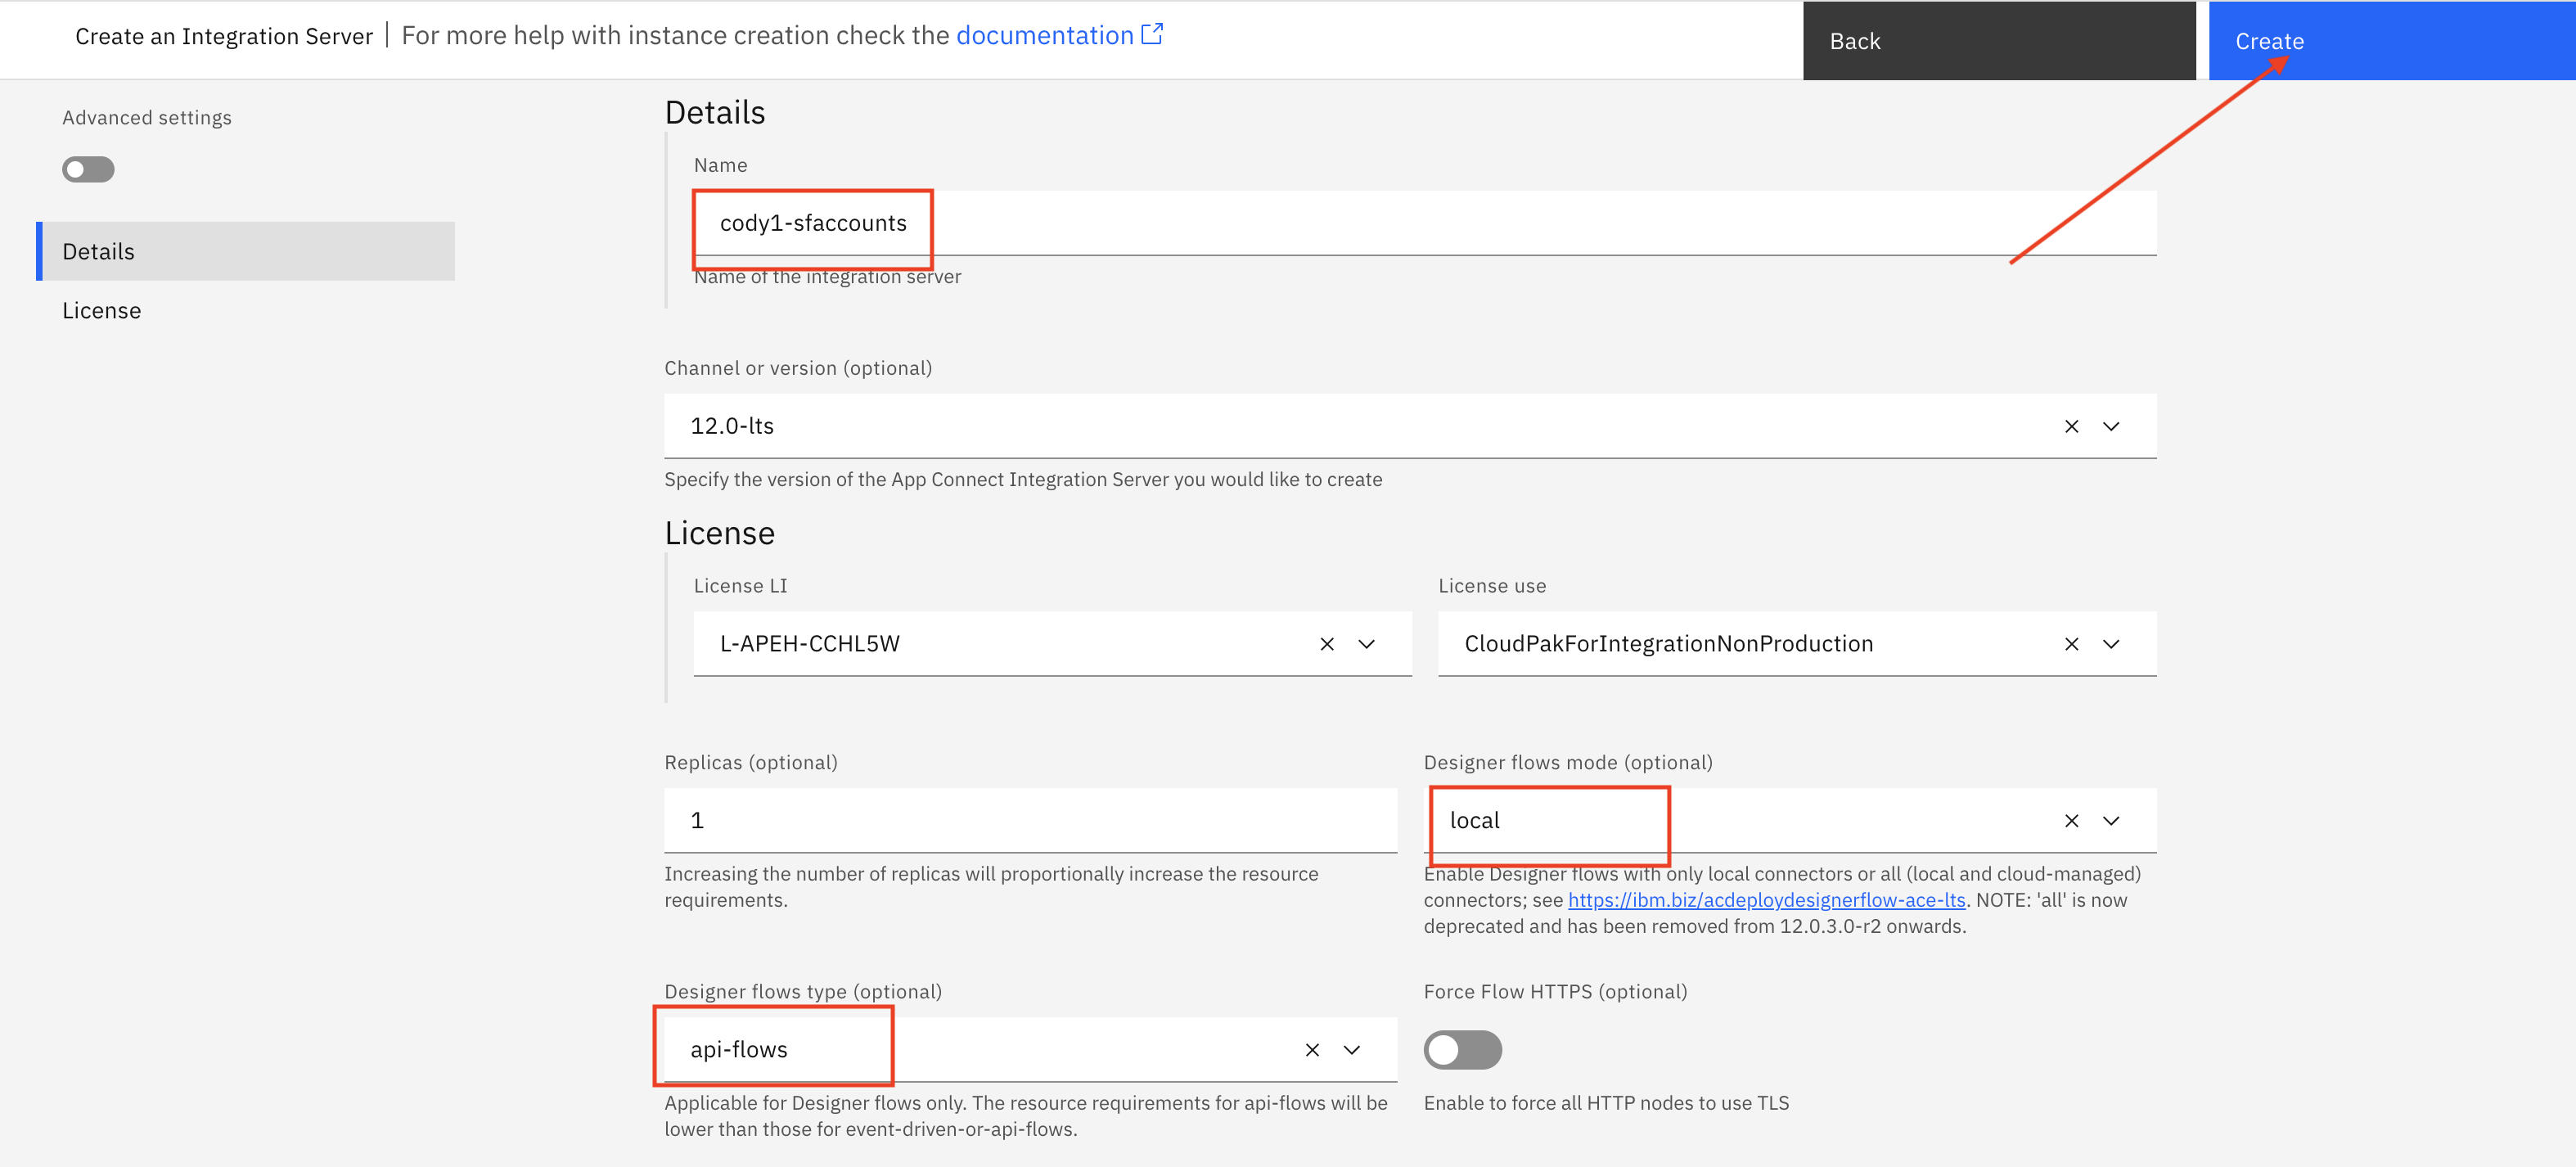 Create an Integration Server | For more help with instance creation check the documentation
Back
Create
Advanced settings
Details
License
Details
Name
cody1-sfaccounts
Name of the integration server
Channel or version (optional)
12.0-lts
Specify the version of the App Connect Integration Server you would like to create
License
License LI
L-APEH-CCHL5W
License use
CloudPakForIntegrationNonProduction
Replicas (optional)
1
Increasing the number of replicas will proportionally increase the resource
requirements.
Designer flows mode (optional)
local
Enable Designer flows with only local connectors or all (local and cloud-managed)
connectors; see https://ibm.biz/acdeploydesignerflow-ace-lts. NOTE: 'all' is now
deprecated and has been removed from 12.0.3.0-r2 onwards.
Designer flows type (optional)
api-flows
Applicable for Designer flows only. The resource requirements for api-flows will be
lower than those for event-driven-or-api-flows.
Force Flow HTTPS (optional)
Enable to force all HTTP nodes to use TLS